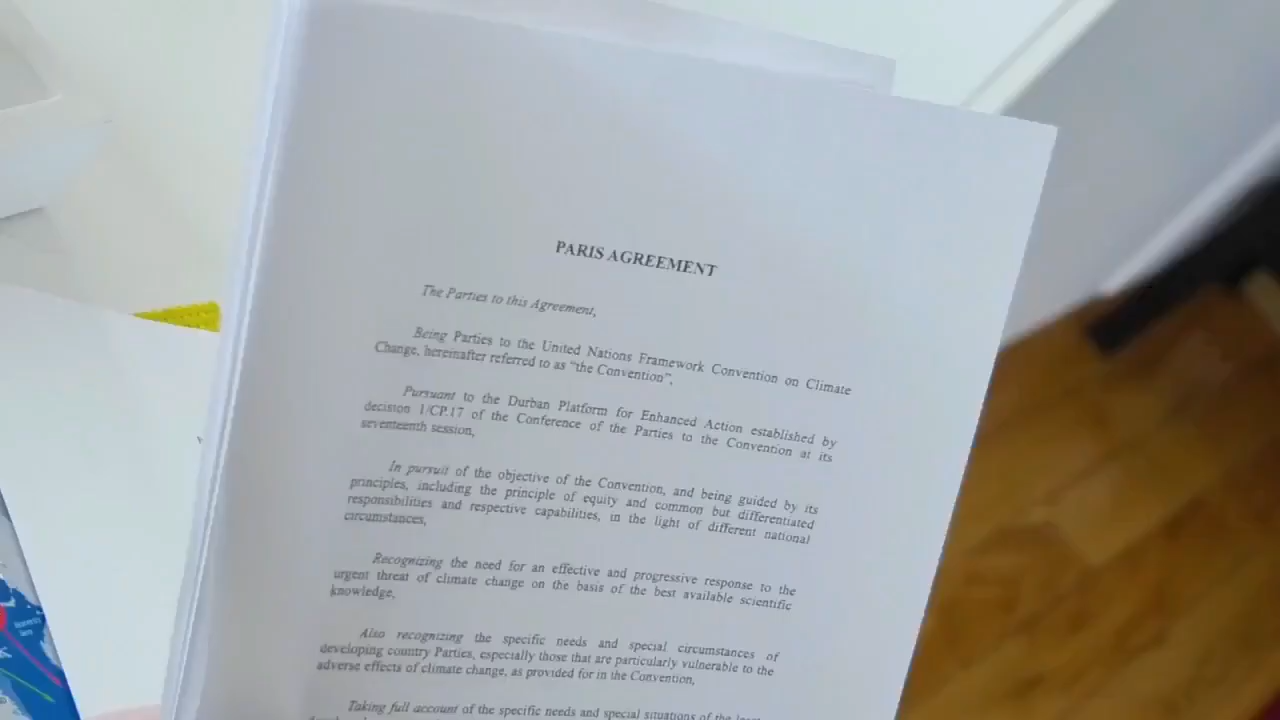 PARIS AGREEMENT
The Parties to this Agreement,
Being Parties to the United Nations Framework Convention on Climate
Change, hereinafter referred to as “the Convention”,
Pursuant to the Durban Platform for Enhanced Action established by
decision 1/CP.17 of the Conference of the Parties to the Convention at its
seventeenth session,
In pursuit of the objective of the Convention, and being guided by its
principles, including the principle of equity and common but differentiated
responsibilities and respective capabilities, in the light of different national
circumstances,
Recognizing the need for an effective and progressive response to the
urgent threat of climate change on the basis of the best available scientific
knowledge,
Also recognizing the specific needs and special circumstances of
developing country Parties, especially those that are particularly vulnerable to the
adverse effects of climate change, as provided for in the Convention,
Taking full account of the specific needs and special situations of the